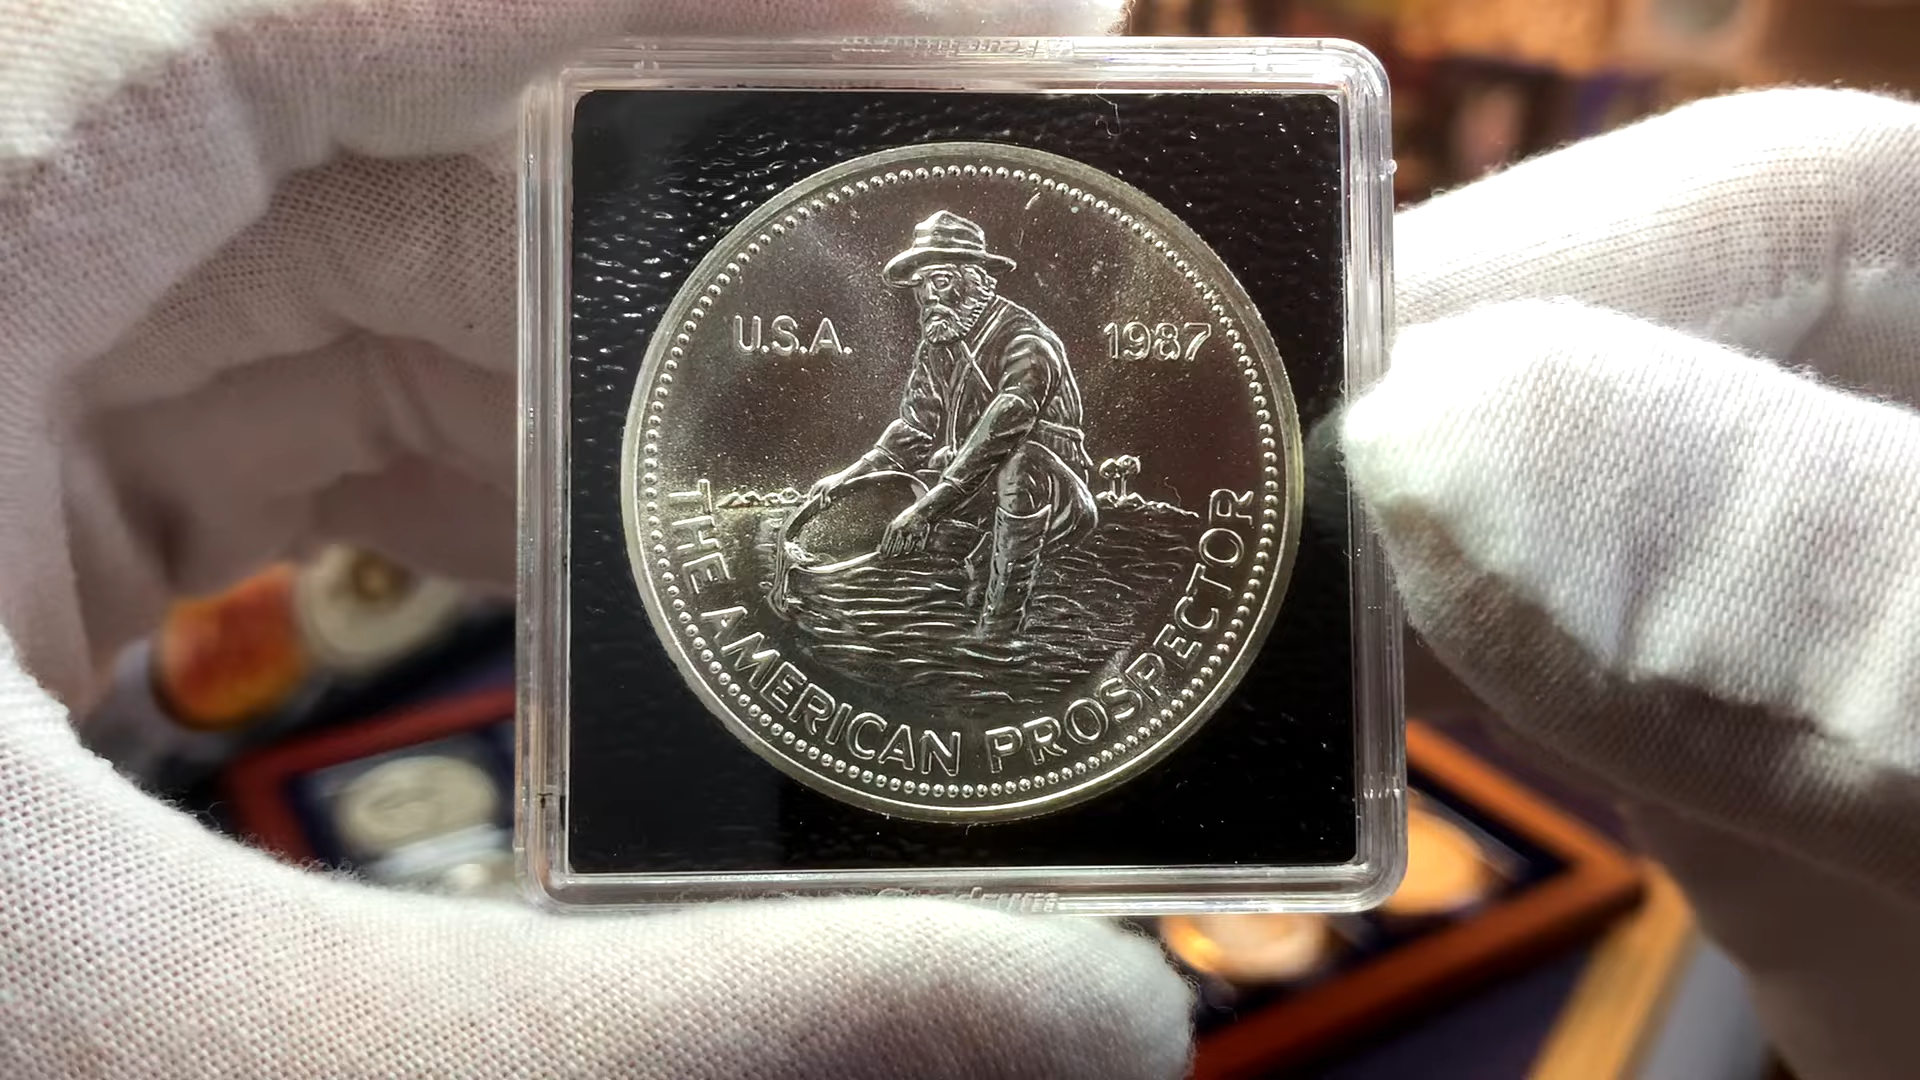 U.S.A.
1987
THE AMERICAN PROSPECTOR